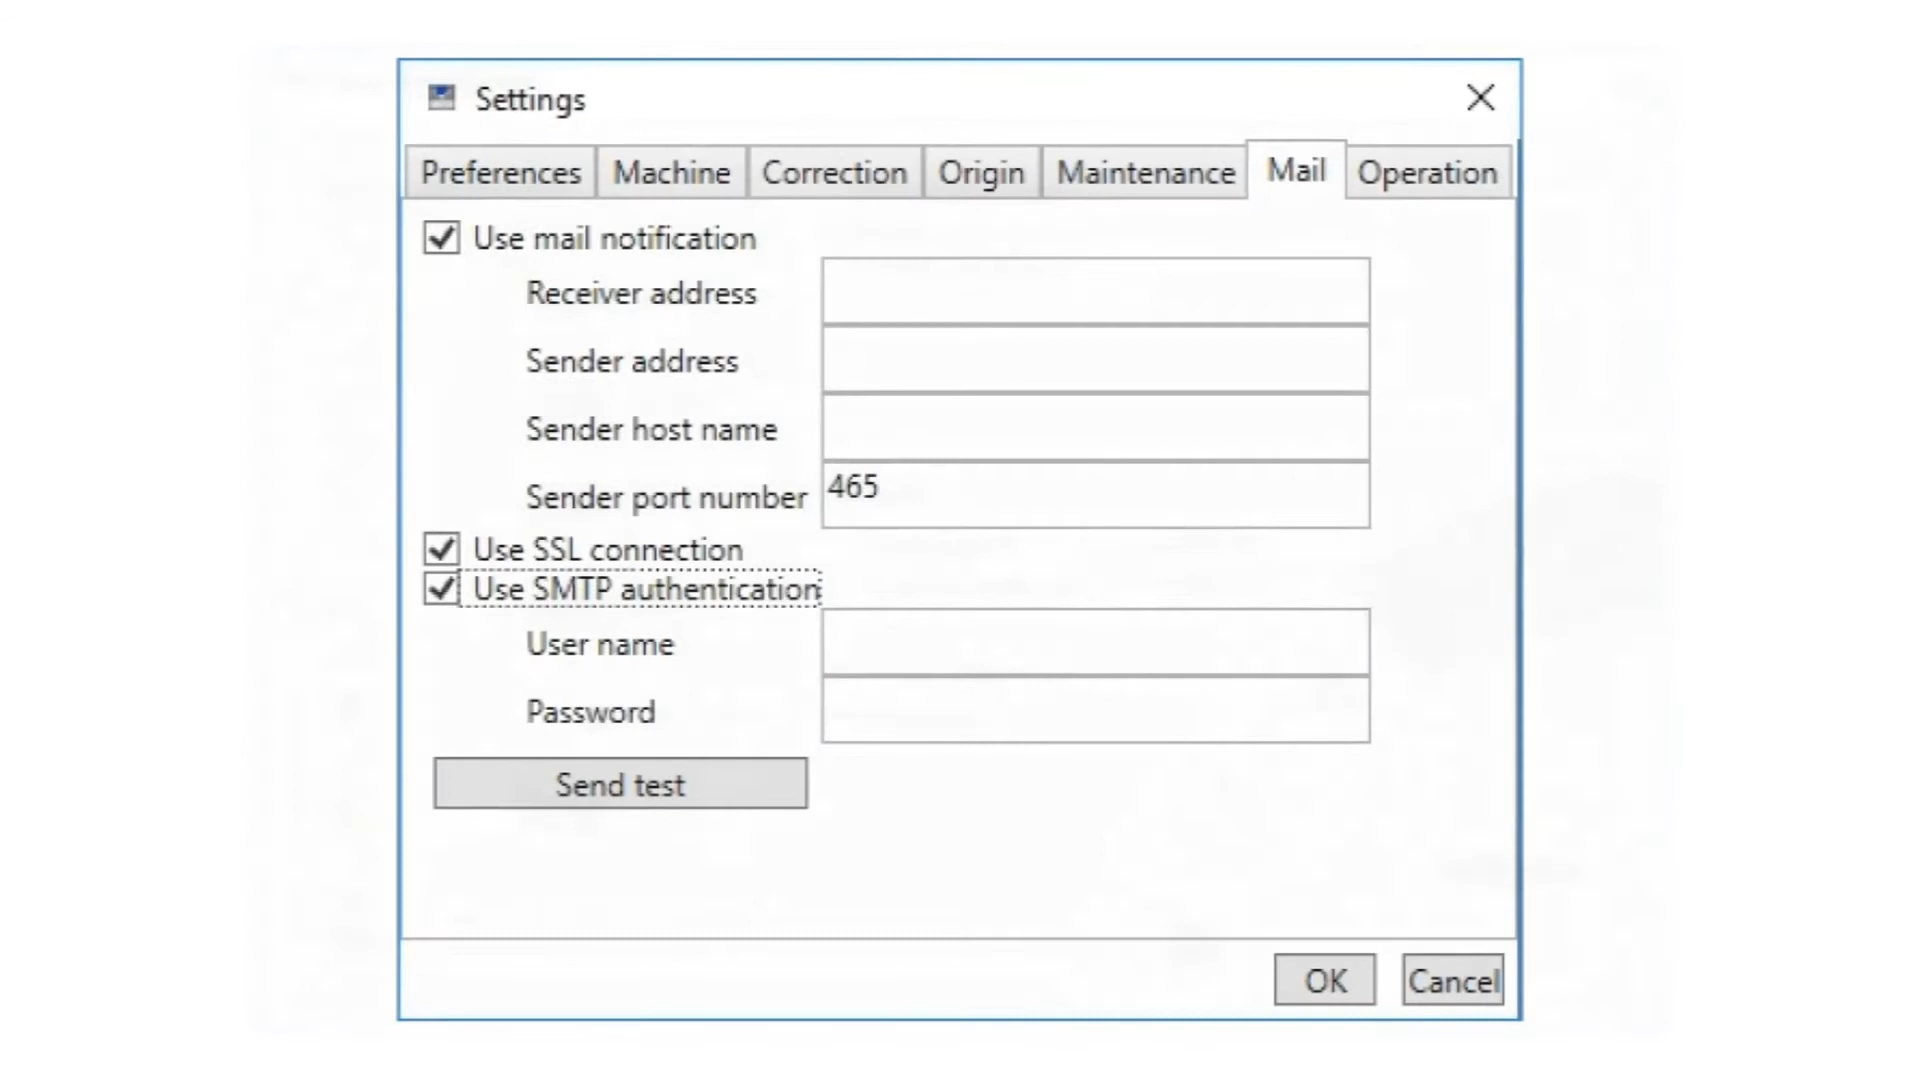 Settings
Preferences Machine Correction Origin Maintenance Mail Operation
Use mail notification
Receiver address
Sender address
Sender host name
Sender port number 465
Use SSL connection
Use SMTP authentication
User name
Password
Send test
OK Cancel